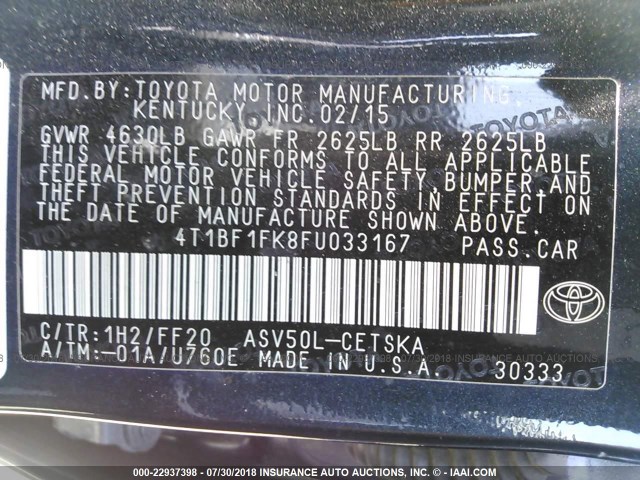 MFD.BY:TOYOTA MOTOR MANUFACTURING,
KENTUCKY, INC.02/15
GVWR 4630LB GAWR FR 2625LB RR 2625LB
THIS VEHICLE CONFORMS TO ALL APPLICABLE
FEDERAL MOTOR VEHICLE SAFETY,BUMPER,AND
THEFT PREVENTION STANDARDS IN EFFECT ON
THE DATE OF MANUFACTURE SHOWN ABOVE.
4T1BF1FK8FU033167 PASS.CAR
C/TR:1H2/FF20 ASV50L-CETSKA
A/TM:-01A/U760E MADE IN U.S.A. 30333
000-22937398 - 07/30/2018 - INSURANCE AUTO AUCTIONS, INC. - IAAI.COM